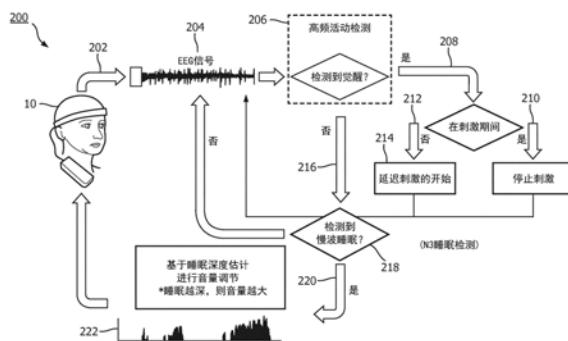 200
202
204
EEG信号
206
高频活动检测
检测到觉醒?
是
208
在刺激期间
212
否
210
是
214
延迟刺激的开始
停止刺激
10
否
否
216
检测到
慢波睡眠?
218
(N3睡眠检测)
220
是
基于睡眠深度估计
进行音量调节
*睡眠越深，则音量越大
222